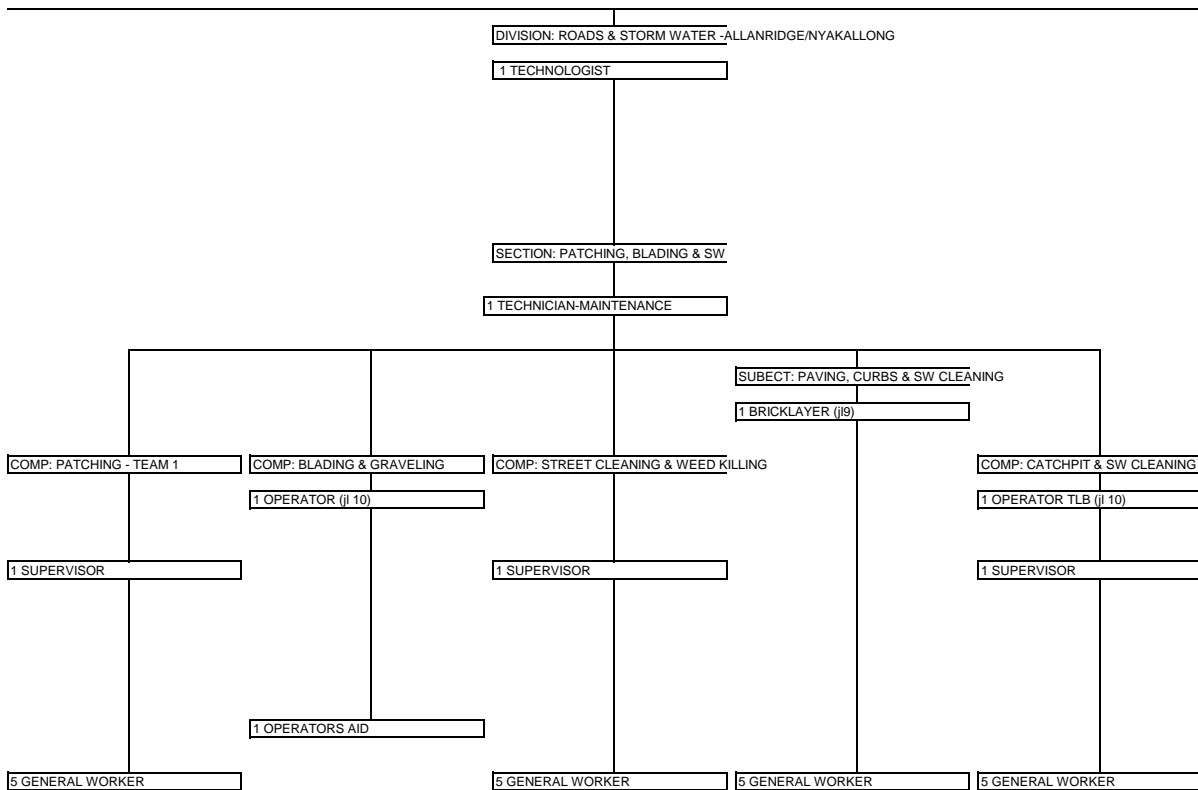 DIVISION: ROADS & STORM WATER -ALLANRIDGE/NYAKALLONG
1 TECHNOLOGIST
SECTION: PATCHING, BLADING & SW
1 TECHNICIAN-MAINTENANCE
SUBECT: PAVING, CURBS & SW CLEANING
1 BRICKLAYER (jl9)
COMP: PATCHING - TEAM 1
COMP: BLADING & GRAVELING
COMP: STREET CLEANING & WEED KILLING
COMP: CATCHPIT & SW CLEANING
1 OPERATOR (jl 10)
1 OPERATOR TLB (jl 10)
1 SUPERVISOR
1 SUPERVISOR
1 SUPERVISOR
1 OPERATORS AID
5 GENERAL WORKER
5 GENERAL WORKER
5 GENERAL WORKER
5 GENERAL WORKER